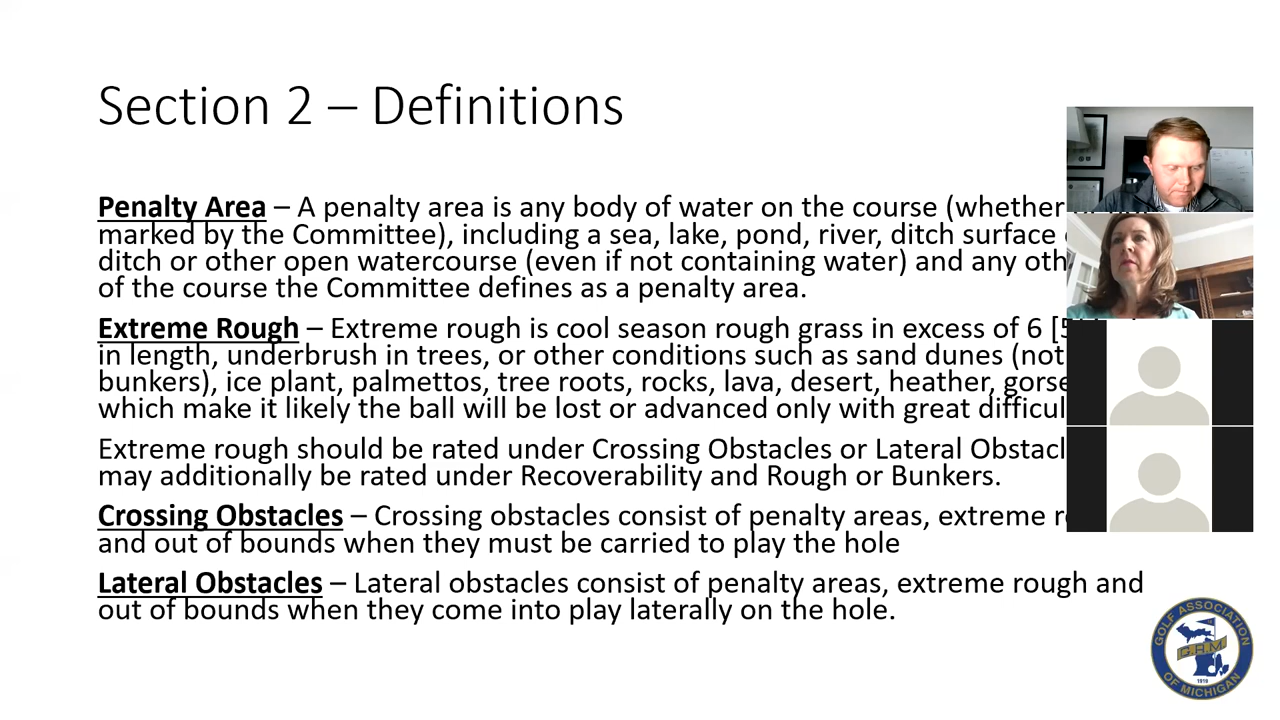 Section 2 – Definitions
Penalty Area – A penalty area is any body of water on the course (whether
marked by the Committee), including a sea, lake, pond, river, ditch surface
ditch or other open watercourse (even if not containing water) and any
of the course the Committee defines as a penalty area.
Extreme Rough – Extreme rough is cool season rough grass in excess of 6
in length, underbrush in trees, or other conditions such as sand dunes (not
bunkers), ice plant, palmettos, tree roots, rocks, lava, desert, heather, gorse
which make it likely the ball will be lost or advanced only with great
Extreme rough should be rated under Crossing Obstacles or Lateral
may additionally be rated under Recoverability and Rough or Bunkers.
Crossing Obstacles – Crossing obstacles consist of penalty areas, extreme
and out of bounds when they must be carried to play the hole
Lateral Obstacles – Lateral obstacles consist of penalty areas, extreme rough and
out of bounds when they come into play laterally on the hole.
GOLF ASSOCIATION
G.A.M
1919
OF MICHIGAN